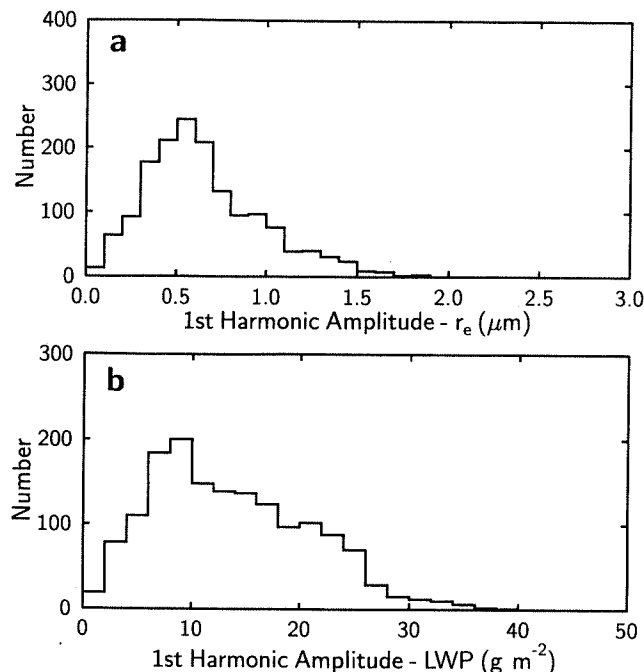 400
a
300
Number
200
100
0
0.0 0.5 1.0 1.5 2.0 2.5 3.0
1st Harmonic Amplitude - r_e (μm)
300
b
200
Number
100
0
0 10 20 30 40 50
1st Harmonic Amplitude - LWP (g m⁻²)